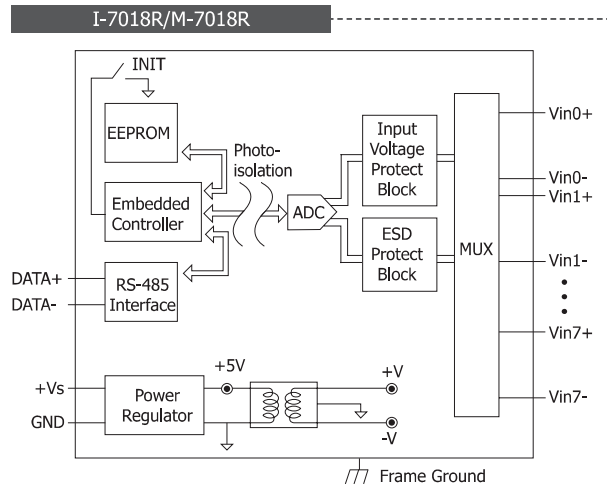 I-7018R/M-7018R
INIT
EEPROM
Photo-
isolation
Input
Voltage
Protect
Block
Vin0+
Vin0-
Vin1+
Embedded
Controller
ADC
ESD
Protect
Block
MUX
Vin1-
DATA+
DATA-
RS-485
Interface
Vin7+
Vin7-
+5V
+V
+Vs
GND
Power
Regulator
-V
Frame Ground